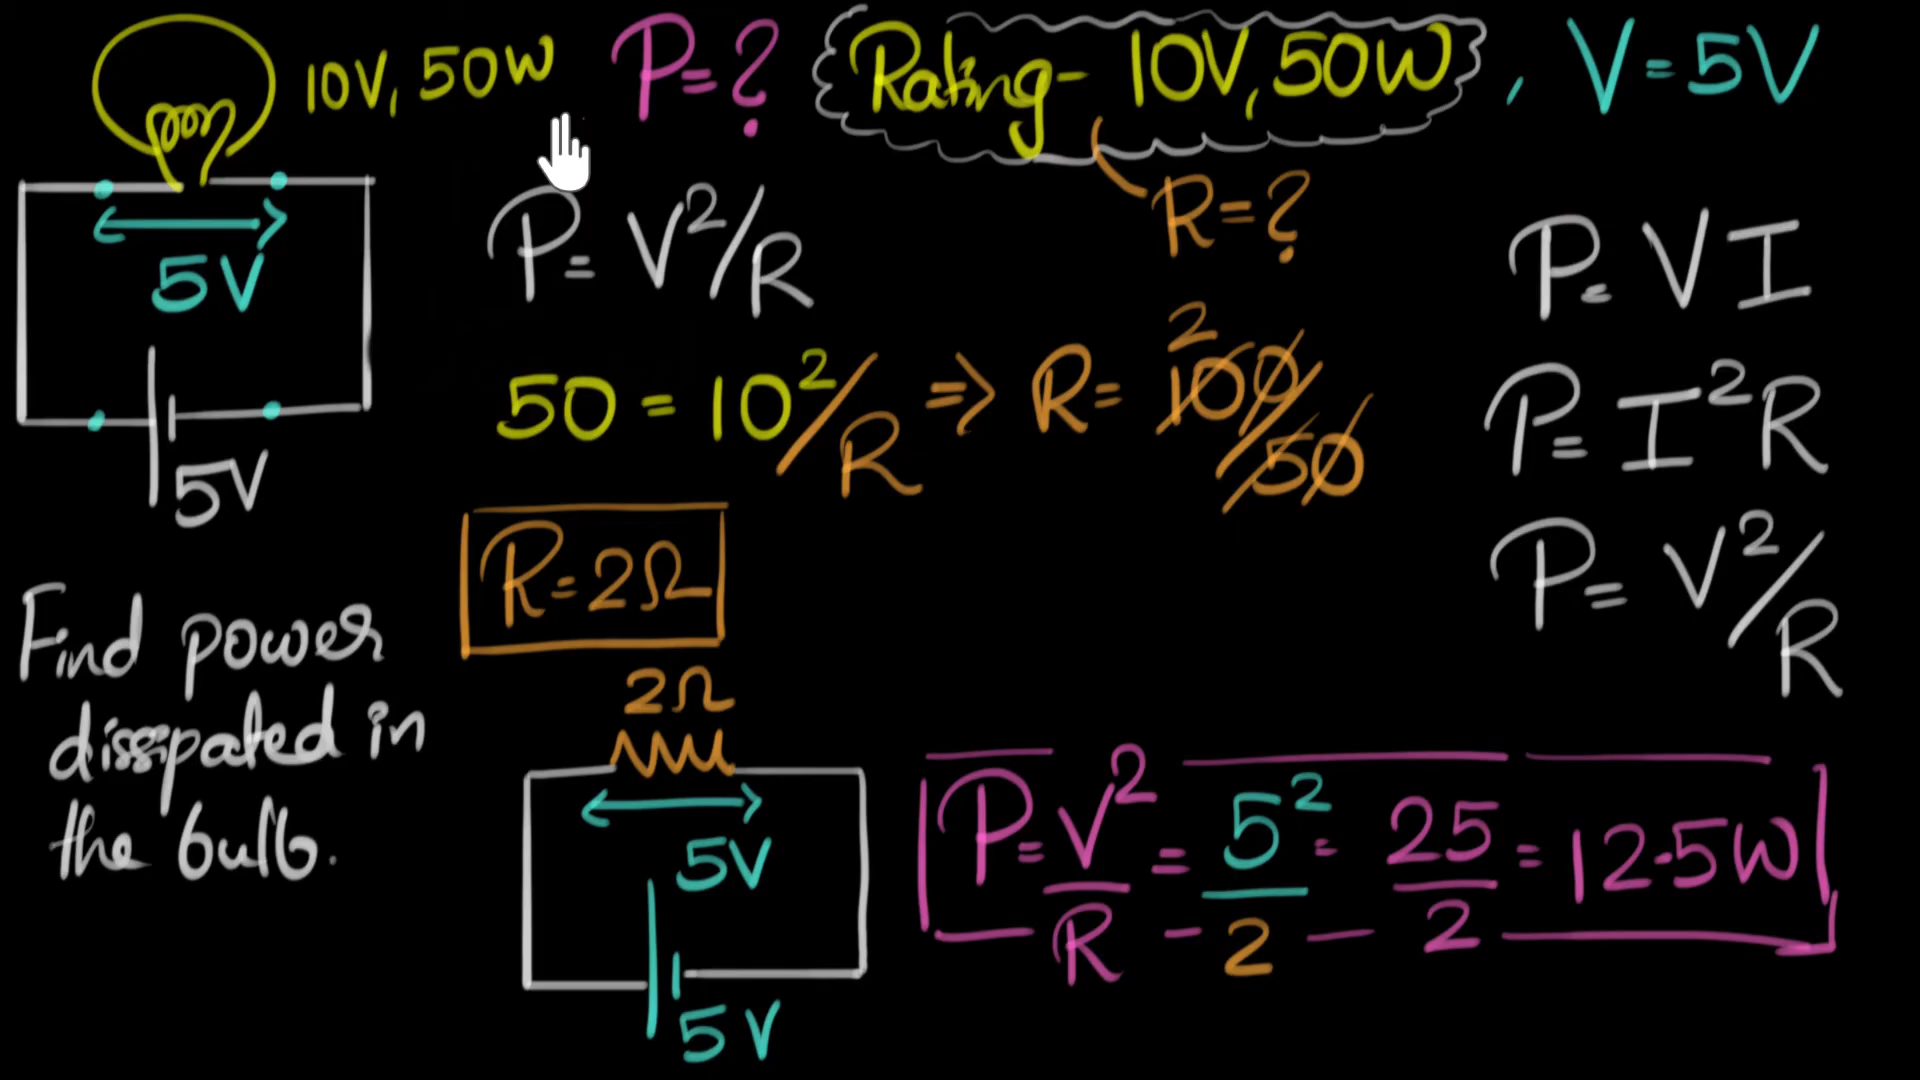 10V, 50W P=? Rating- 10V, 50W , V=5V
R=?
5V
P= V²/R
P= VI
50 = 10²/R => R= 100/50
2
P= I²R
5V
R=2Ω
P= V²/R
Find power
dissipated in
the bulb.
2Ω
5V
P= V²/R = 5²/2 = 25/2 = 12.5W
5V